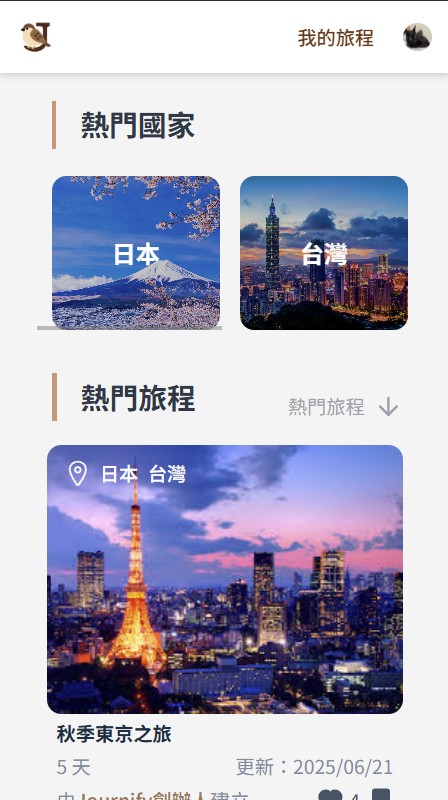 我的旅程
熱門國家
日本
台灣
熱門旅程
熱門旅程
日本 台灣
秋季東京之旅
5 天
更新：2025/06/21
由 Journify創辦人建立
4